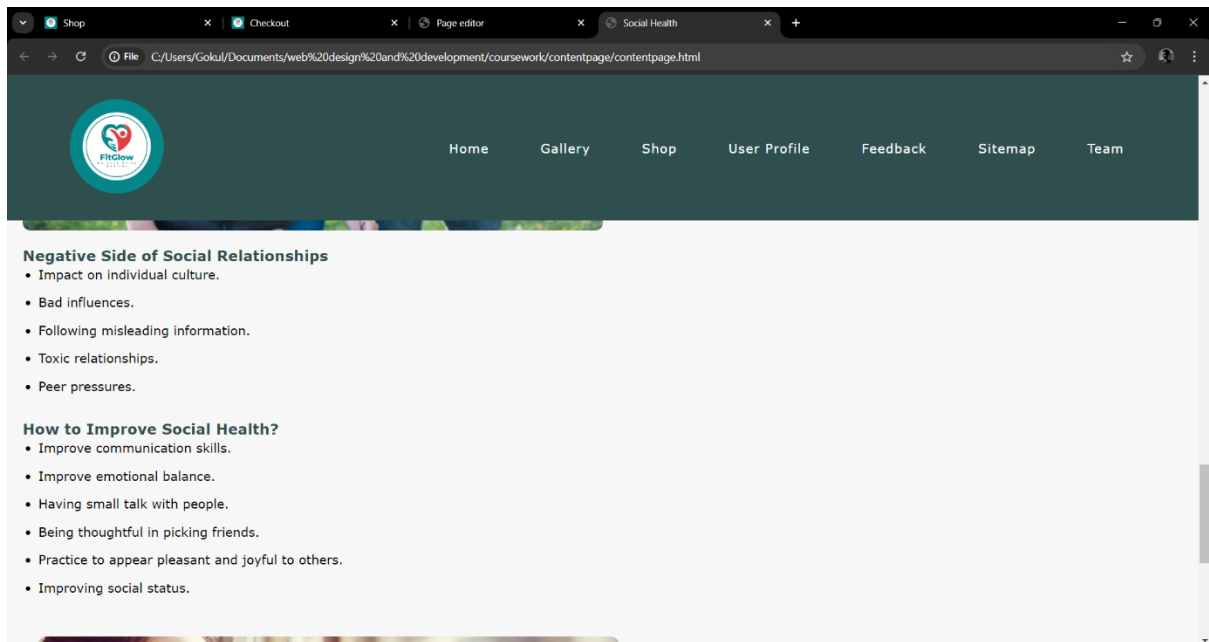 Shop
Checkout
Page editor
Social Health
File C:/Users/Gokul/Documents/web%20design%20and%20development/coursework/contentpage/contentpage.html
FitGlow
Home Gallery Shop User Profile Feedback Sitemap Team
Negative Side of Social Relationships
• Impact on individual culture.
• Bad influences.
• Following misleading information.
• Toxic relationships.
• Peer pressures.
How to Improve Social Health?
• Improve communication skills.
• Improve emotional balance.
• Having small talk with people.
• Being thoughtful in picking friends.
• Practice to appear pleasant and joyful to others.
• Improving social status.